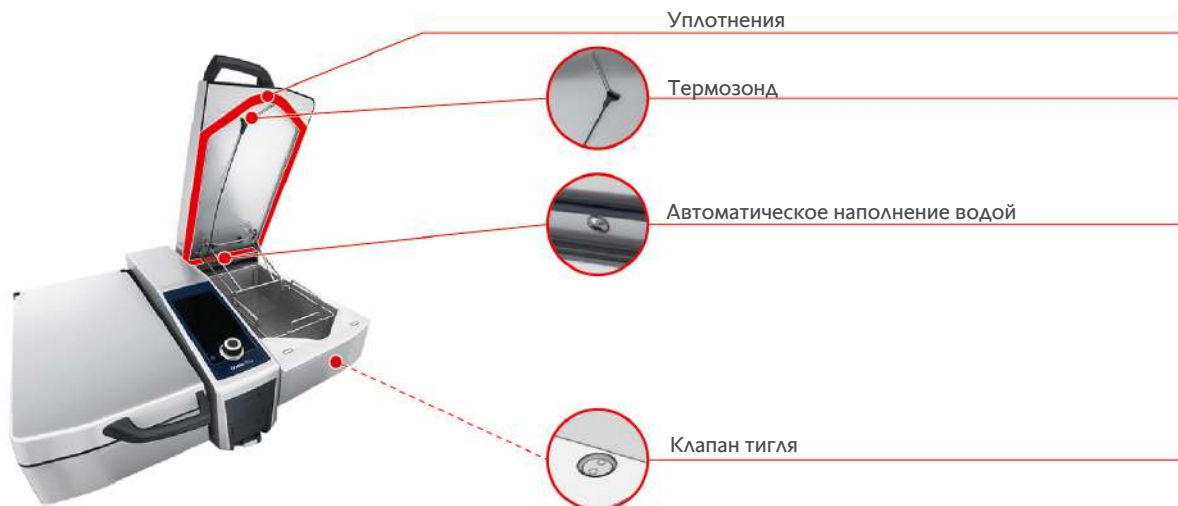 Уплотнения
Термозонд
Автоматическое наполнение водой
Клапан тигля